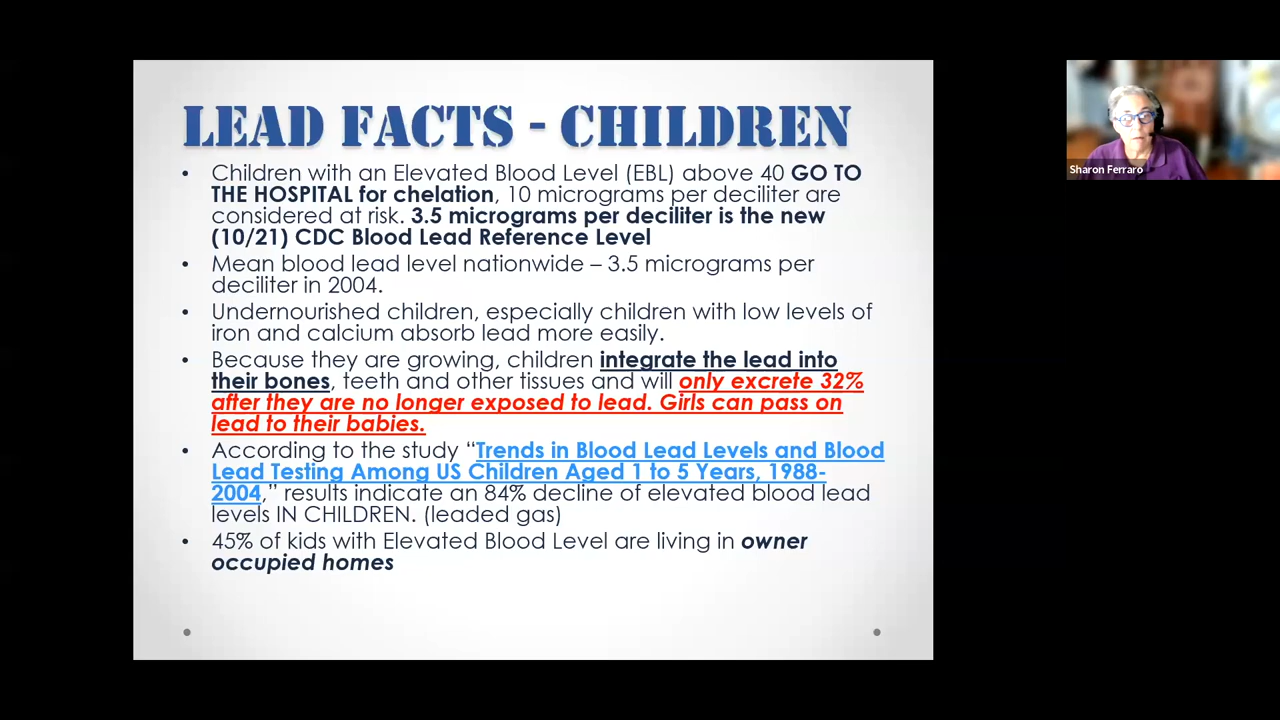 LEAD FACTS - CHILDREN
• Children with an Elevated Blood Level (EBL) above 40 GO TO
THE HOSPITAL for chelation, 10 micrograms per deciliter are
considered at risk. 3.5 micrograms per deciliter is the new
(10/21) CDC Blood Lead Reference Level
• Mean blood lead level nationwide – 3.5 micrograms per
deciliter in 2004.
• Undernourished children, especially children with low levels of
iron and calcium absorb lead more easily.
• Because they are growing, children integrate the lead into
their bones, teeth and other tissues and will only excrete 32%
after they are no longer exposed to lead. Girls can pass on
lead to their babies.
• According to the study “Trends in Blood Lead Levels and Blood
Lead Testing Among US Children Aged 1 to 5 Years, 1988-
2004,” results indicate an 84% decline of elevated blood lead
levels IN CHILDREN. (leaded gas)
• 45% of kids with Elevated Blood Level are living in owner
occupied homes
Sharon Ferraro